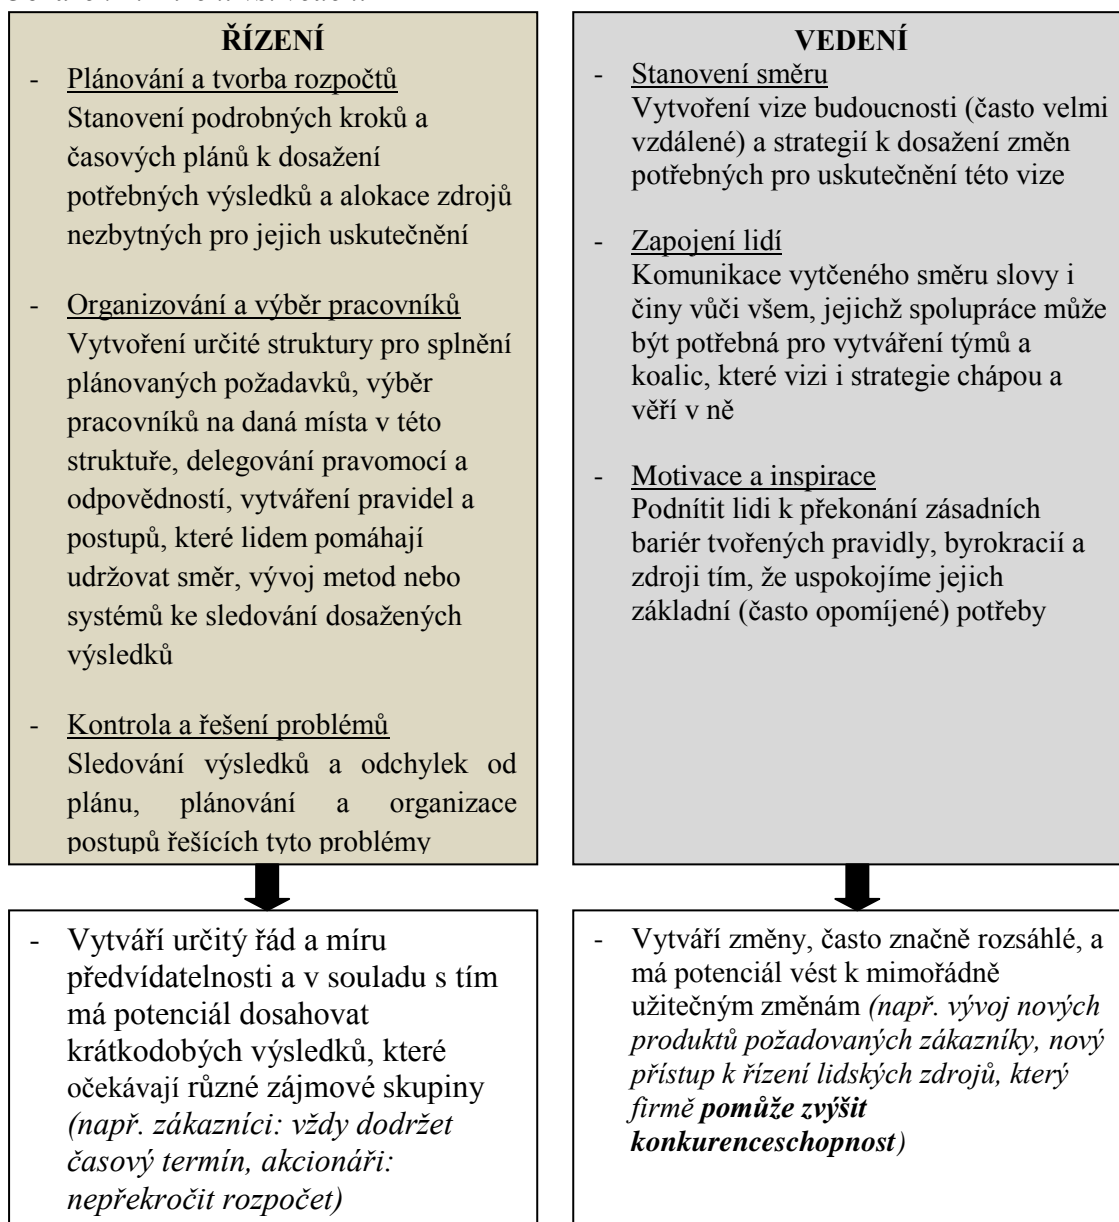 ŘÍZENÍ
- Plánování a tvorba rozpočtů
Stanovení podrobných kroků a
časových plánů k dosažení
potřebných výsledků a alokace zdrojů
nezbytných pro jejich uskutečnění
- Organizování a výběr pracovníků
Vytvoření určité struktury pro splnění
plánovaných požadavků, výběr
pracovníků na daná místa v této
struktuře, delegování pravomocí a
odpovědností, vytváření pravidel a
postupů, které lidem pomáhají
udržovat směr, vývoj metod nebo
systémů ke sledování dosažených
výsledků
- Kontrola a řešení problémů
Sledování výsledků a odchylek od
plánu, plánování a organizace
postupů řešících tyto problémy
VEDENÍ
- Stanovení směru
Vytvoření vize budoucnosti (často velmi
vzdálené) a strategií k dosažení změn
potřebných pro uskutečnění této vize
- Zapojení lidí
Komunikace vytčeného směru slovy i
činy vůči všem, jejichž spolupráce může
být potřebná pro vytváření týmů a
koalic, které vizi i strategie chápou a
věří v ně
- Motivace a inspirace
Podnítit lidi k překonání zásadních
bariér tvořených pravidly, byrokracií a
zdroji tím, že uspokojíme jejich
základní (často opomíjené) potřeby
- Vytváří určitý řád a míru
předvídatelnosti a v souladu s tím
má potenciál dosahovat
krátkodobých výsledků, které
očekávají různé zájmové skupiny
(např. zákazníci: vždy dodržet
časový termín, akcionáři:
nepřekročit rozpočet)
- Vytváří změny, často značně rozsáhlé, a
má potenciál vést k mimořádně
užitečným změnám (např. vývoj nových
produktů požadovaných zákazníky, nový
přístup k řízení lidských zdrojů, který
firmě pomůže zvýšit
konkurenceschopnost)